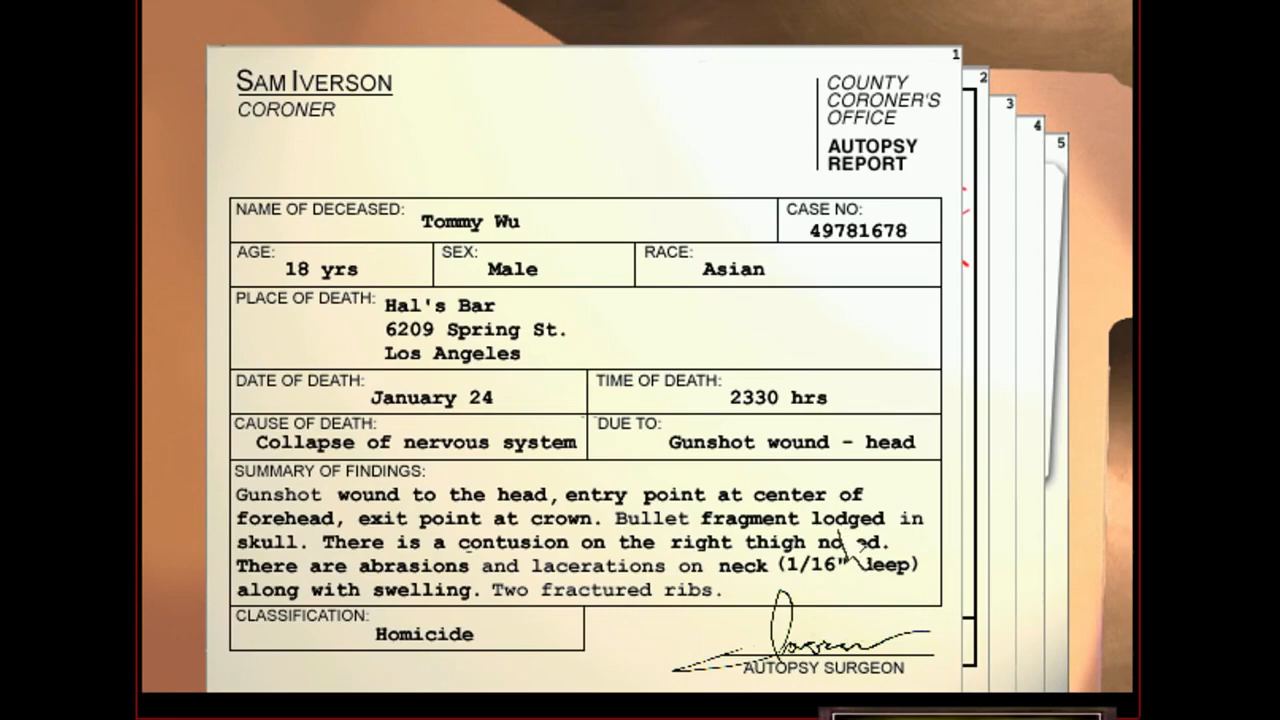 1
2
3
4
5
SAM IVERSON
CORONER
COUNTY
CORONER'S
OFFICE
AUTOPSY
REPORT
NAME OF DECEASED: Tommy Wu
CASE NO: 49781678
AGE: 18 yrs
SEX: Male
RACE: Asian
PLACE OF DEATH: Hal's Bar
6209 Spring St.
Los Angeles
DATE OF DEATH: January 24
TIME OF DEATH: 2330 hrs
CAUSE OF DEATH: Collapse of nervous system
DUE TO: Gunshot wound - head
SUMMARY OF FINDINGS:
Gunshot wound to the head, entry point at center of
forehead, exit point at crown. Bullet fragment lodged in
skull. There is a contusion on the right thigh noted.
There are abrasions and lacerations on neck (1/16" deep)
along with swelling. Two fractured ribs.
CLASSIFICATION: Homicide
AUTOPSY SURGEON